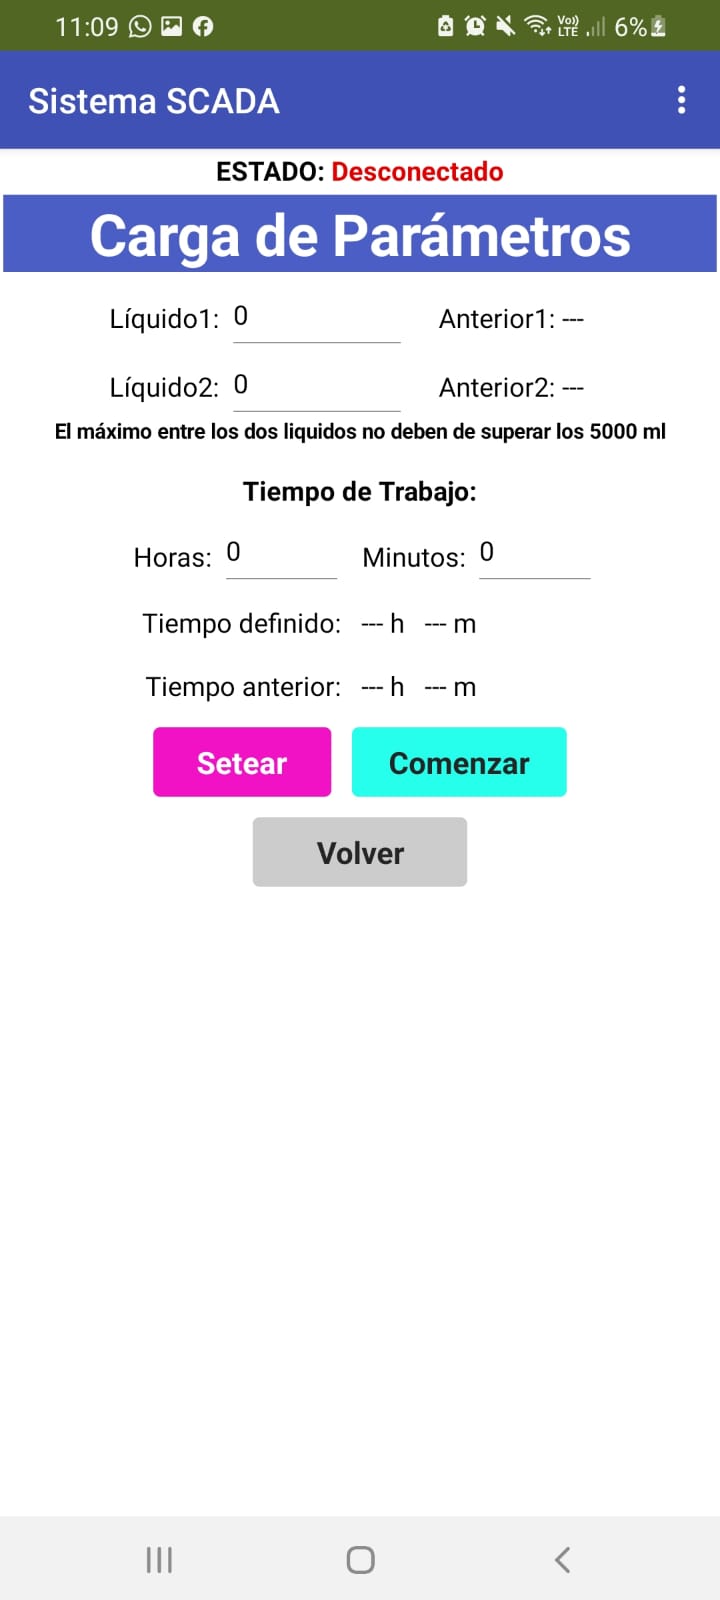 11:09 Vo)) LTE 6%
Sistema SCADA
ESTADO: Desconectado
Carga de Parámetros
Líquido1: 0 Anterior1: ---
Líquido2: 0 Anterior2: ---
El máximo entre los dos liquidos no deben de superar los 5000 ml
Tiempo de Trabajo:
Horas: 0 Minutos: 0
Tiempo definido: --- h --- m
Tiempo anterior: --- h --- m
Setear Comenzar
Volver